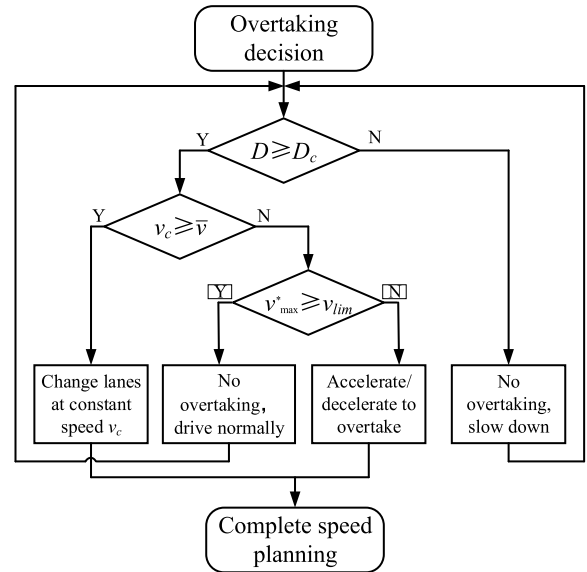 Overtaking
decision
D⩾D_c
Y
N
v_c⩾v̅
Y
N
v*_max⩾v_lim
Y
N
Change lanes
at constant
speed v_c
No
overtaking,
drive normally
Accelerate/
decelerate to
overtake
No
overtaking,
slow down
Complete speed
planning